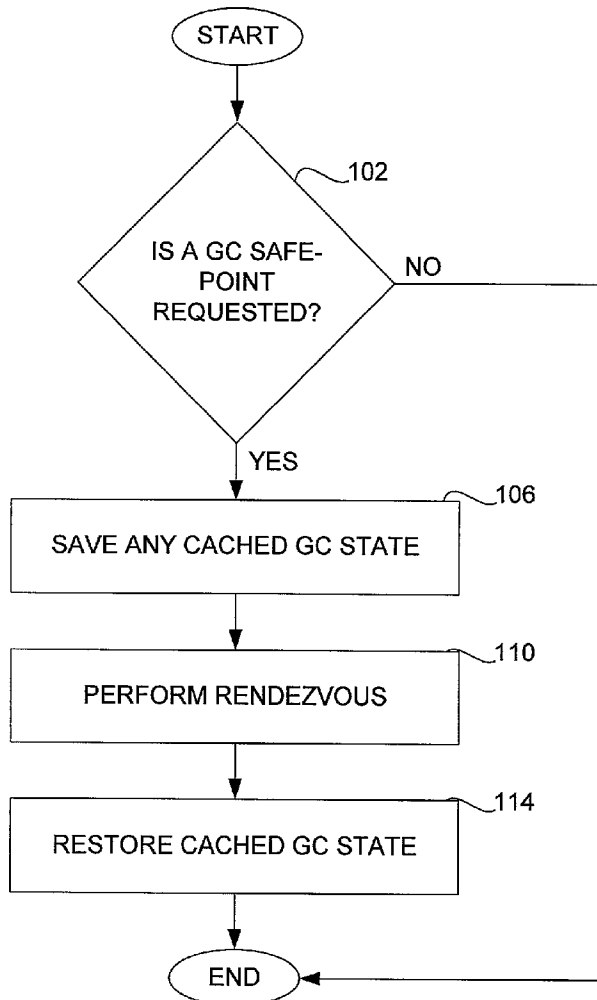 START
102
IS A GC SAFE-
POINT
REQUESTED?
NO
YES
106
SAVE ANY CACHED GC STATE
110
PERFORM RENDEZVOUS
114
RESTORE CACHED GC STATE
END